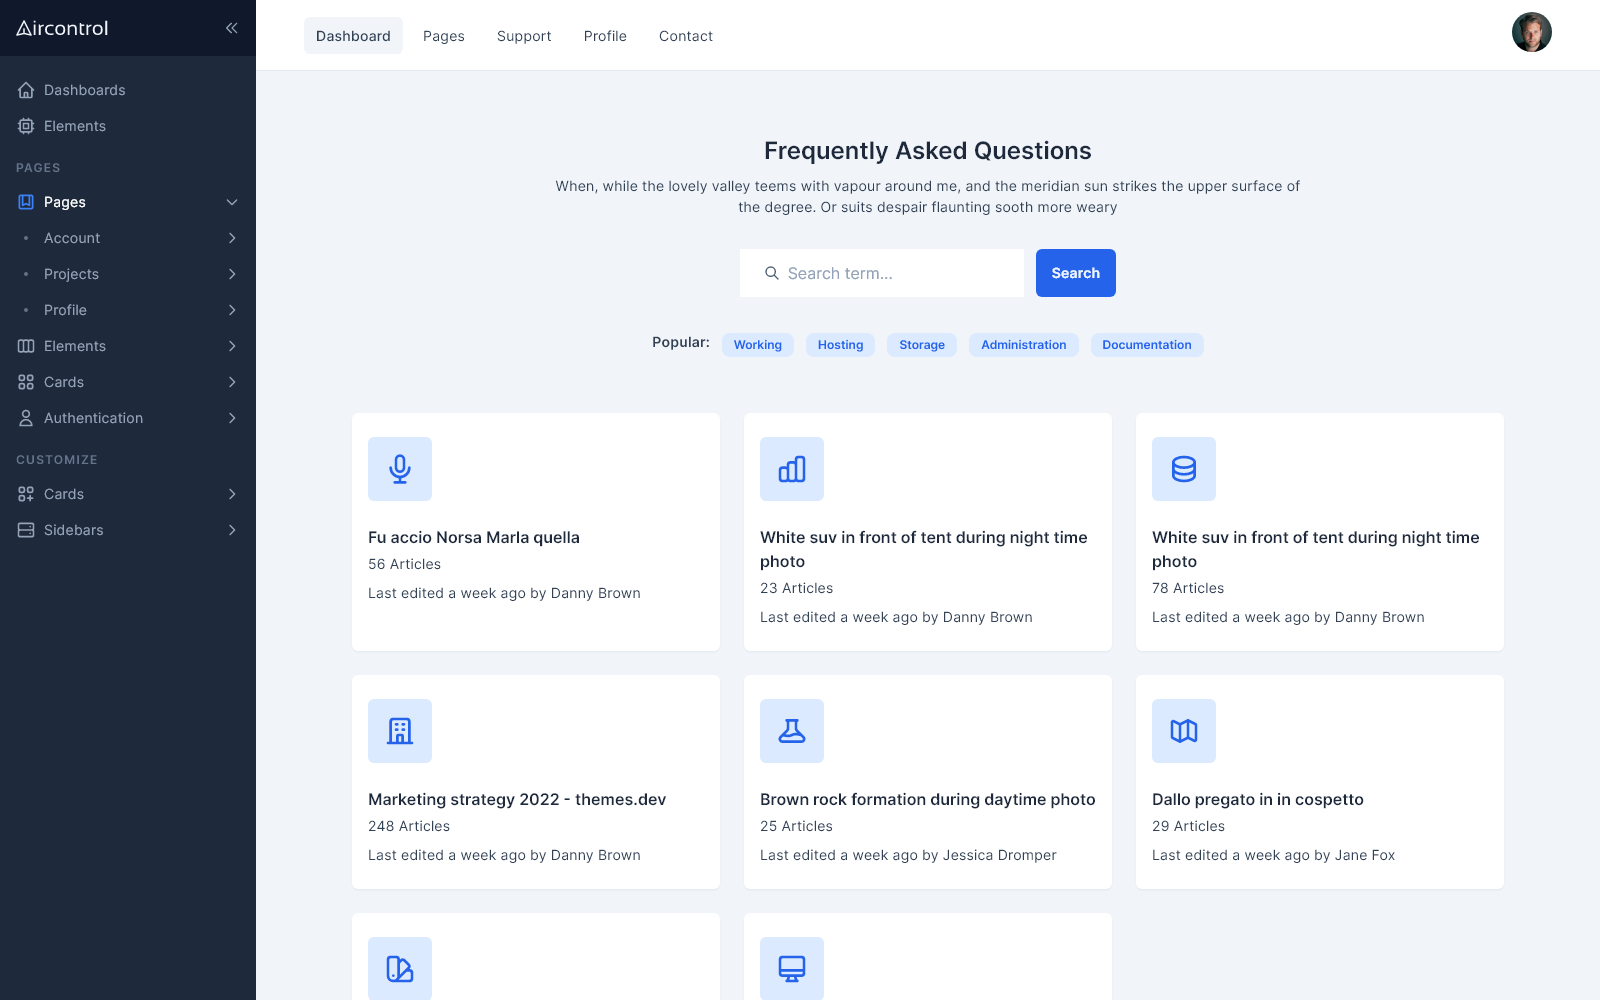 Aircontrol
Dashboard
Pages
Support
Profile
Contact
Dashboards
Elements
PAGES
Pages
Account
Projects
Profile
Elements
Cards
Authentication
CUSTOMIZE
Cards
Sidebars
Frequently Asked Questions
When, while the lovely valley teems with vapour around me, and the meridian sun strikes the upper surface of
the degree. Or suits despair flaunting sooth more weary
Search term...
Search
Popular:
Working
Hosting
Storage
Administration
Documentation
Fu accio Norsa Marla quella
56 Articles
Last edited a week ago by Danny Brown
White suv in front of tent during night time
photo
23 Articles
Last edited a week ago by Danny Brown
White suv in front of tent during night time
photo
78 Articles
Last edited a week ago by Danny Brown
Marketing strategy 2022 - themes.dev
248 Articles
Last edited a week ago by Danny Brown
Brown rock formation during daytime photo
25 Articles
Last edited a week ago by Jessica Dromper
Dallo pregato in in cospetto
29 Articles
Last edited a week ago by Jane Fox